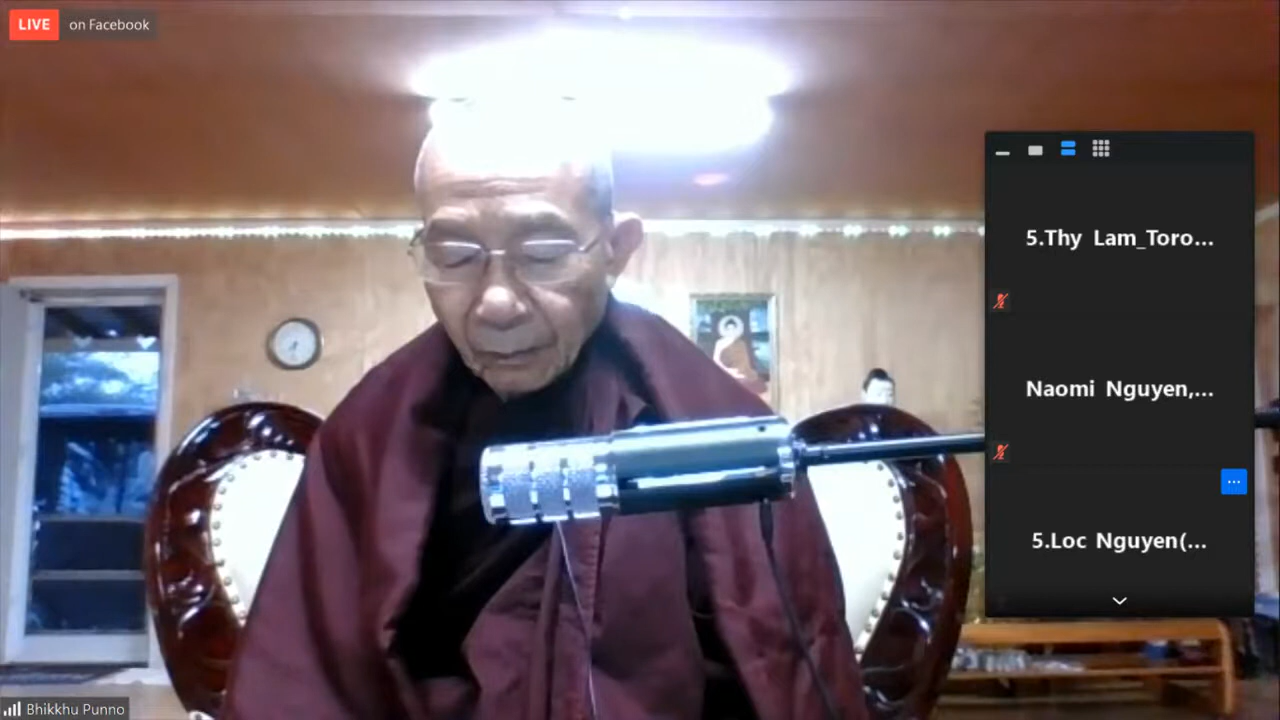 LIVE on Facebook
5.Thy Lam_Toro...
Naomi Nguyen,...
5.Loc Nguyen(...
Bhikkhu Punno